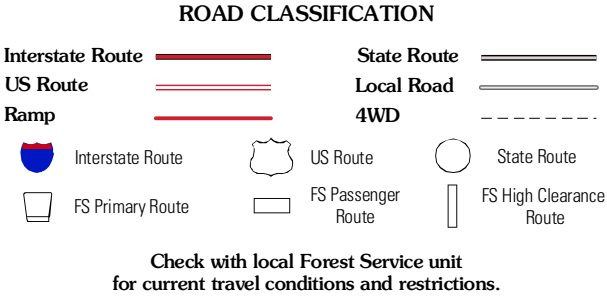 ROAD CLASSIFICATION
Interstate Route
State Route
US Route
Local Road
Ramp
4WD
Interstate Route
US Route
State Route
FS Primary Route
FS Passenger
Route
FS High Clearance
Route
Check with local Forest Service unit
for current travel conditions and restrictions.